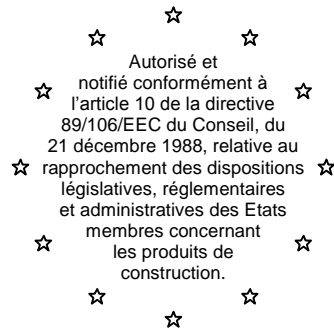 Autorisé et
notifié conformément à
l'article 10 de la directive
89/106/EEC du Conseil, du
21 décembre 1988, relative au
rapprochement des dispositions
législatives, réglementaires
et administratives des Etats
membres concernant
les produits de
construction.